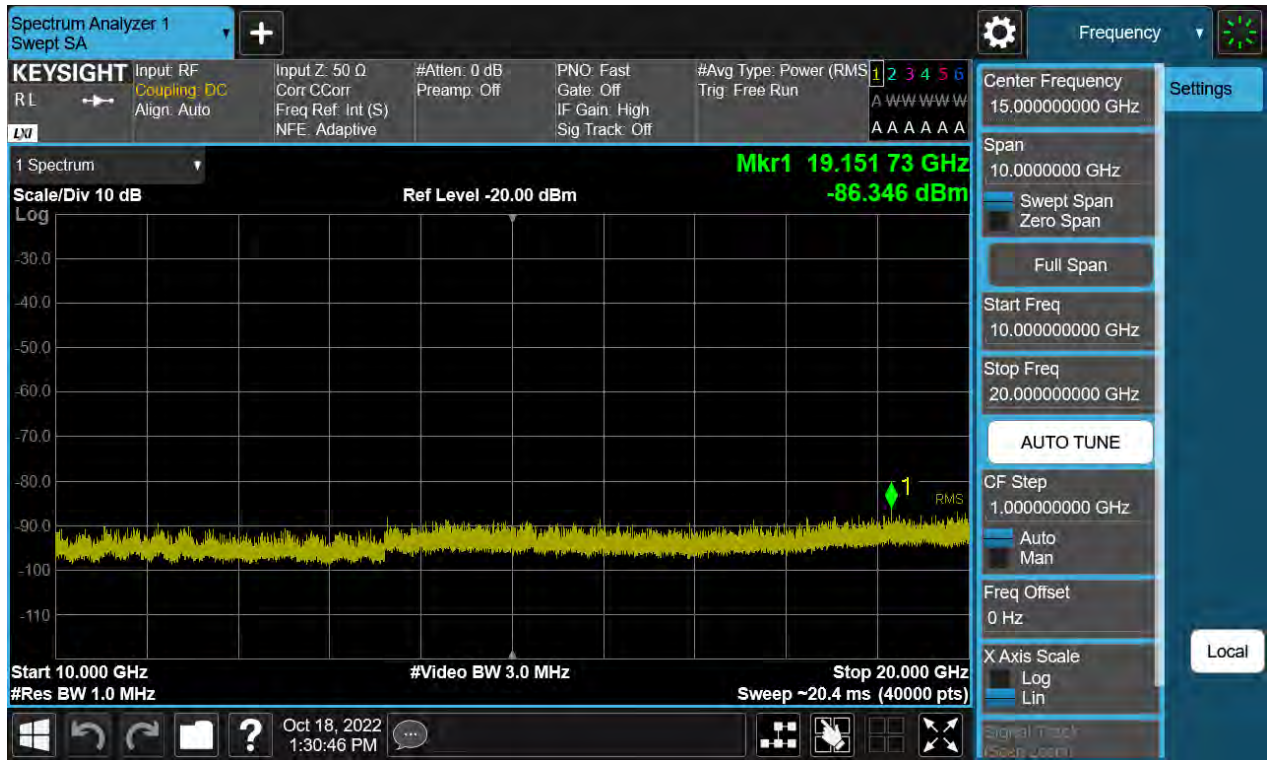 Spectrum Analyzer 1
Swept SA
+
Frequency
KEYSIGHT
RL
LXI
Input: RF
Coupling: DC
Align: Auto
Input Z: 50 Ω
Corr CCorr
Freq Ref: Int (S)
NFE: Adaptive
#Atten: 0 dB
Preamp: Off
PNO: Fast
Gate: Off
IF Gain: High
Sig Track: Off
#Avg Type: Power (RMS
Trig: Free Run
1 2 3 4 5 6
A W W W W W
A A A A A A
1 Spectrum
Scale/Div 10 dB
Log
Ref Level -20.00 dBm
Mkr1 19.151 73 GHz
-86.346 dBm
-30.0
-40.0
-50.0
-60.0
-70.0
-80.0
-90.0
-100
-110
1
RMS
Start 10.000 GHz
#Res BW 1.0 MHz
#Video BW 3.0 MHz
Stop 20.000 GHz
Sweep ~20.4 ms (40000 pts)
Center Frequency
15.000000000 GHz
Span
10.0000000 GHz
Swept Span
Zero Span
Full Span
Start Freq
10.000000000 GHz
Stop Freq
20.000000000 GHz
AUTO TUNE
CF Step
1.000000000 GHz
Auto
Man
Freq Offset
0 Hz
X Axis Scale
Log
Lin
Signal Track
(Span Zoom)
Settings
Local
?
Oct 18, 2022
1:30:46 PM